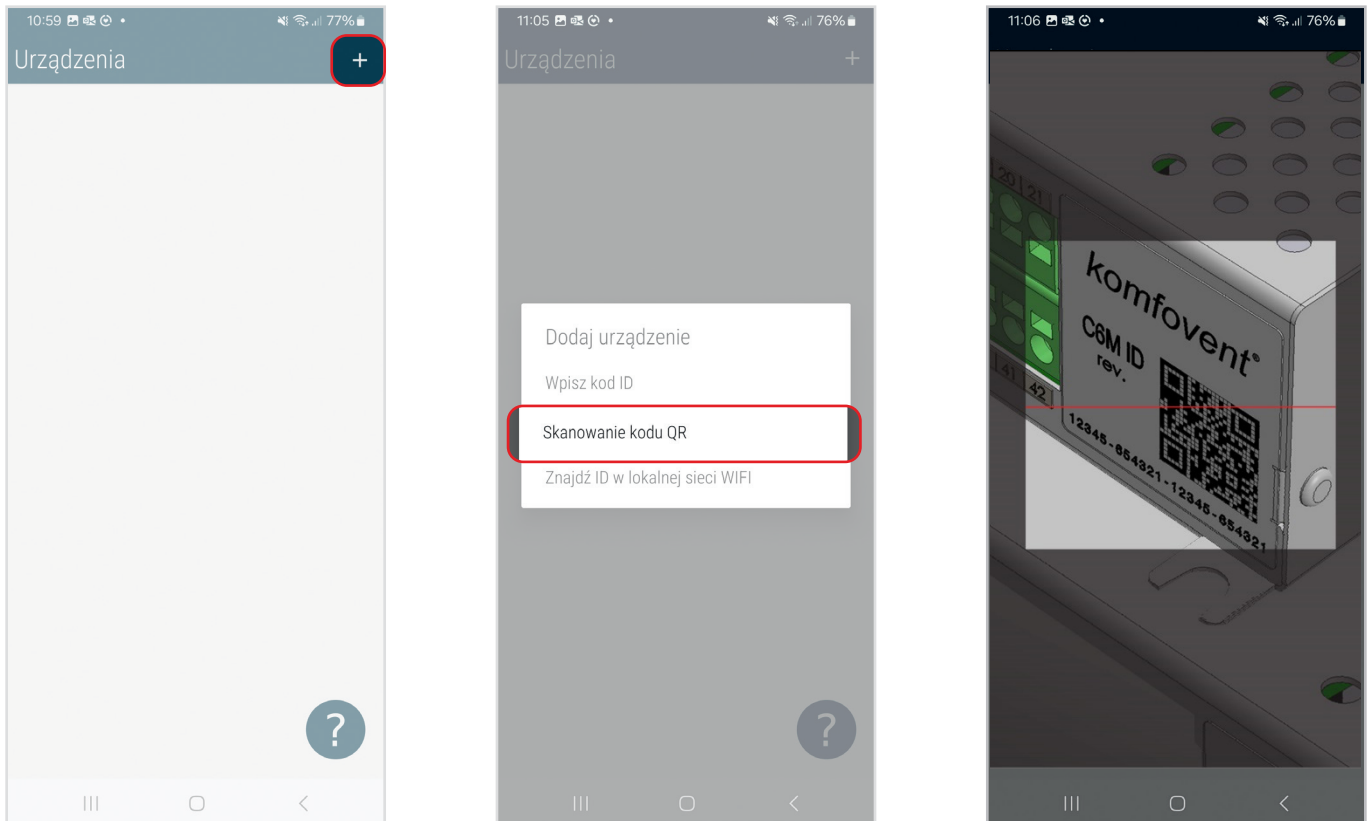 10:59
77%
Urządzenia
+
?
11:05
76%
Urządzenia
+
Dodaj urządzenie
Wpisz kod ID
Skanowanie kodu QR
Znajdź ID w lokalnej sieci WIFI
?
11:06
76%
20 21
komfovent®
C6M ID
rev.
41 42
12345-654321-12345-654321